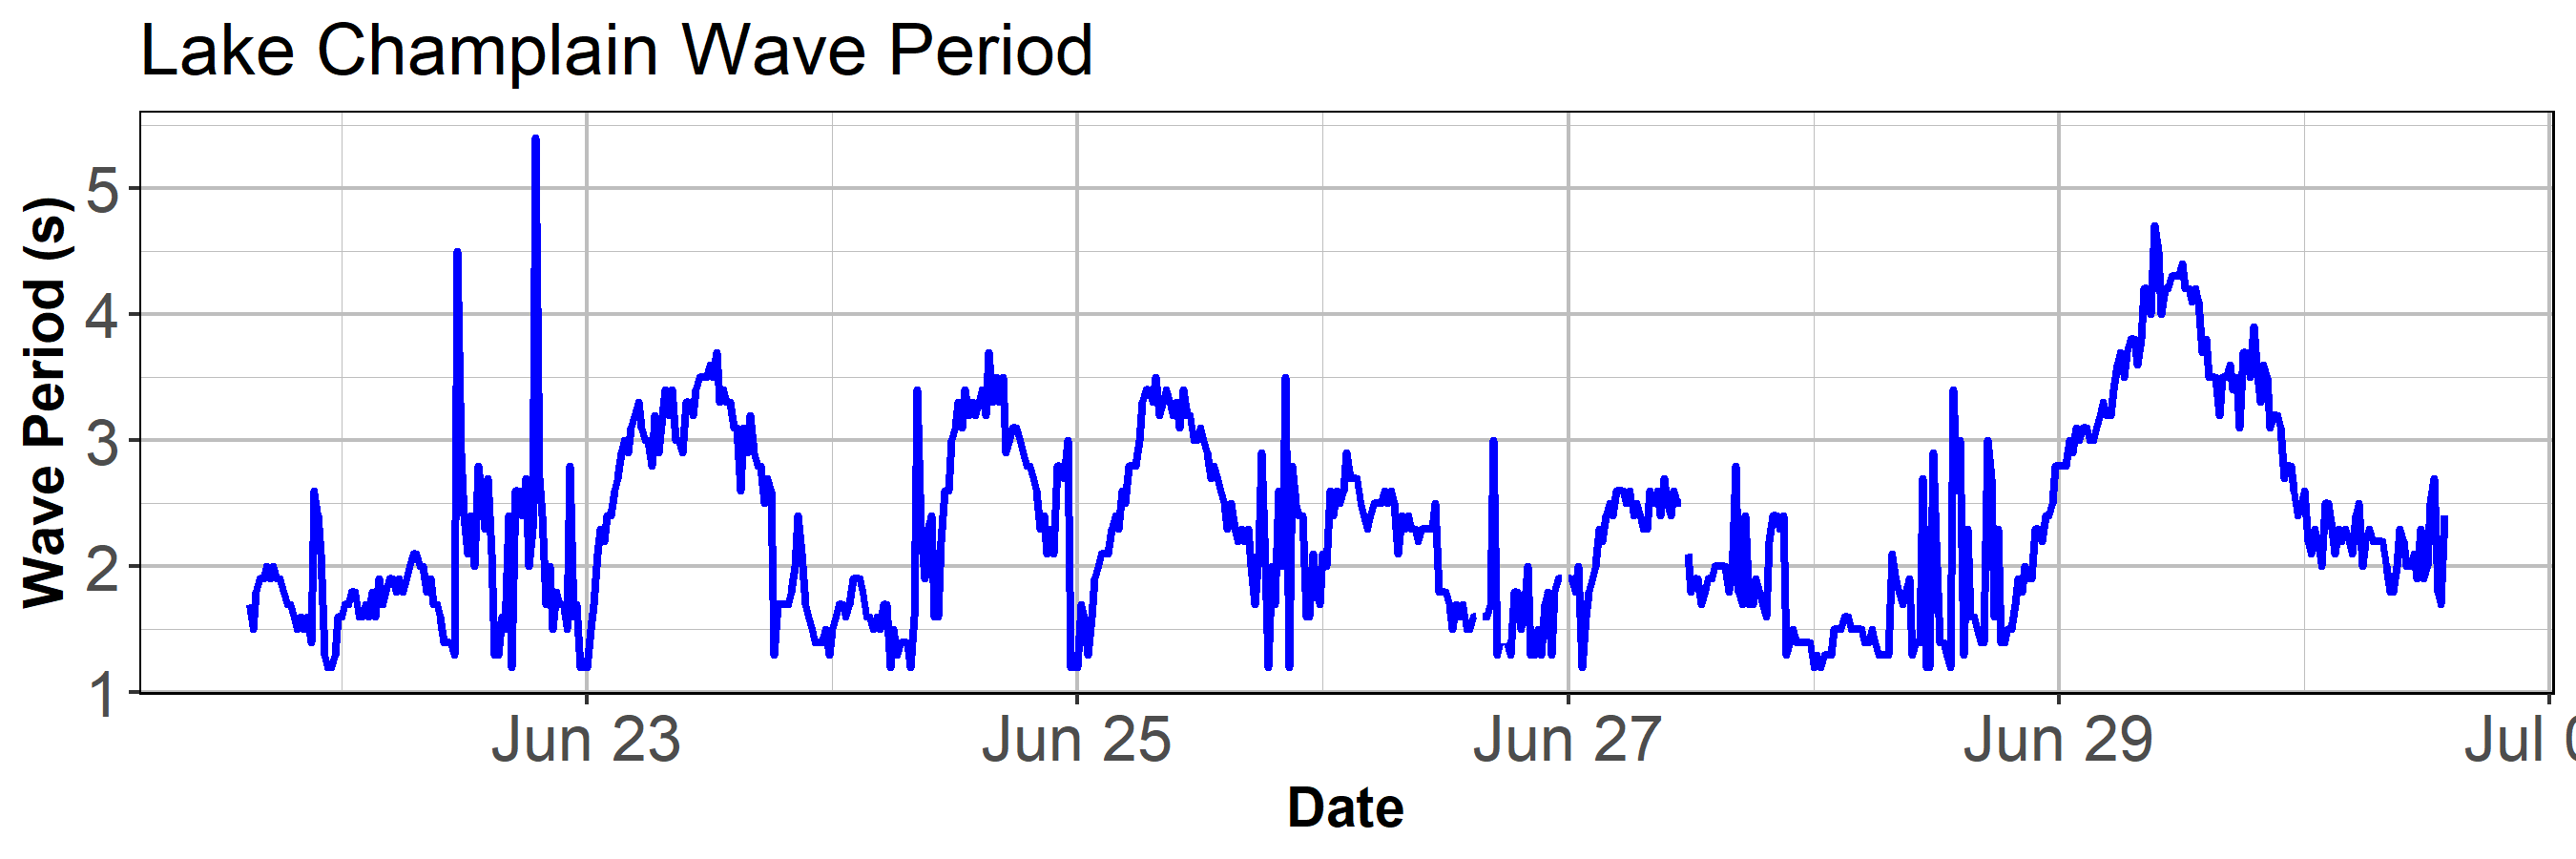 Lake Champlain Wave Period
Wave Period (s)
5
4
3
2
1
Jun 23
Jun 25
Jun 27
Jun 29
Jul
Date